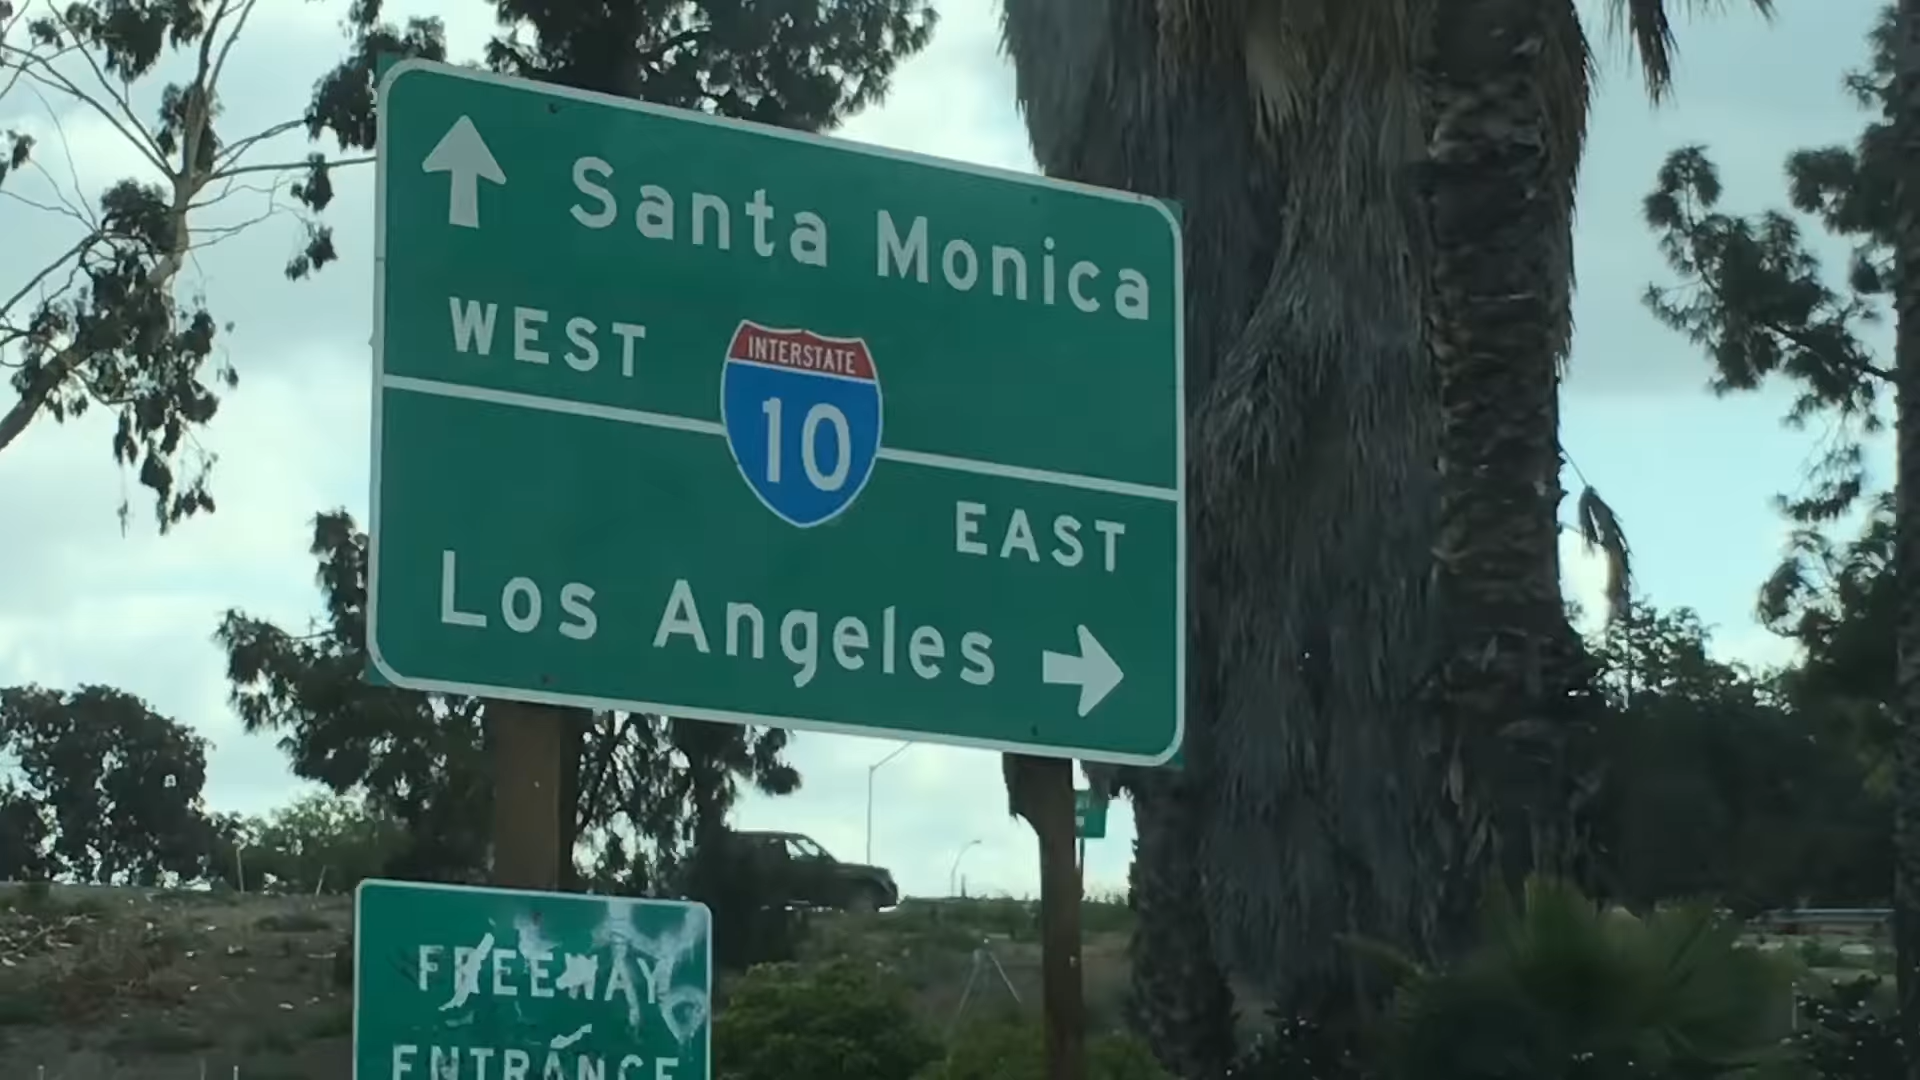 Santa Monica
WEST
INTERSTATE
10
EAST
Los Angeles
FREEWAY
ENTRANCE